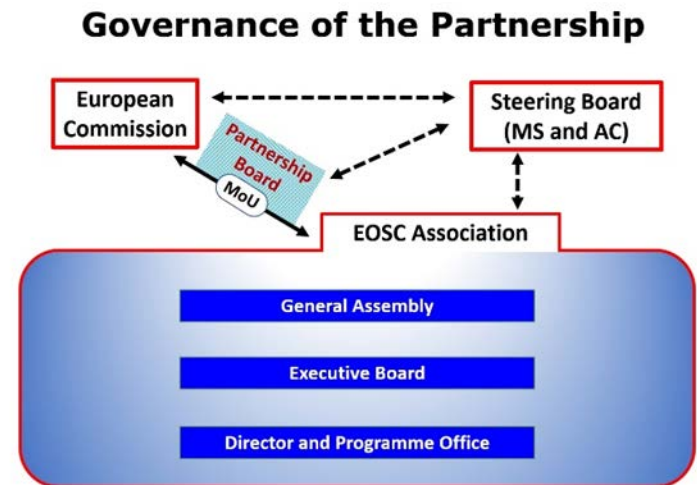 Governance of the Partnership
European
Commission
Steering Board
(MS and AC)
Partnership
Board
MoU
EOSC Association
General Assembly
Executive Board
Director and Programme Office